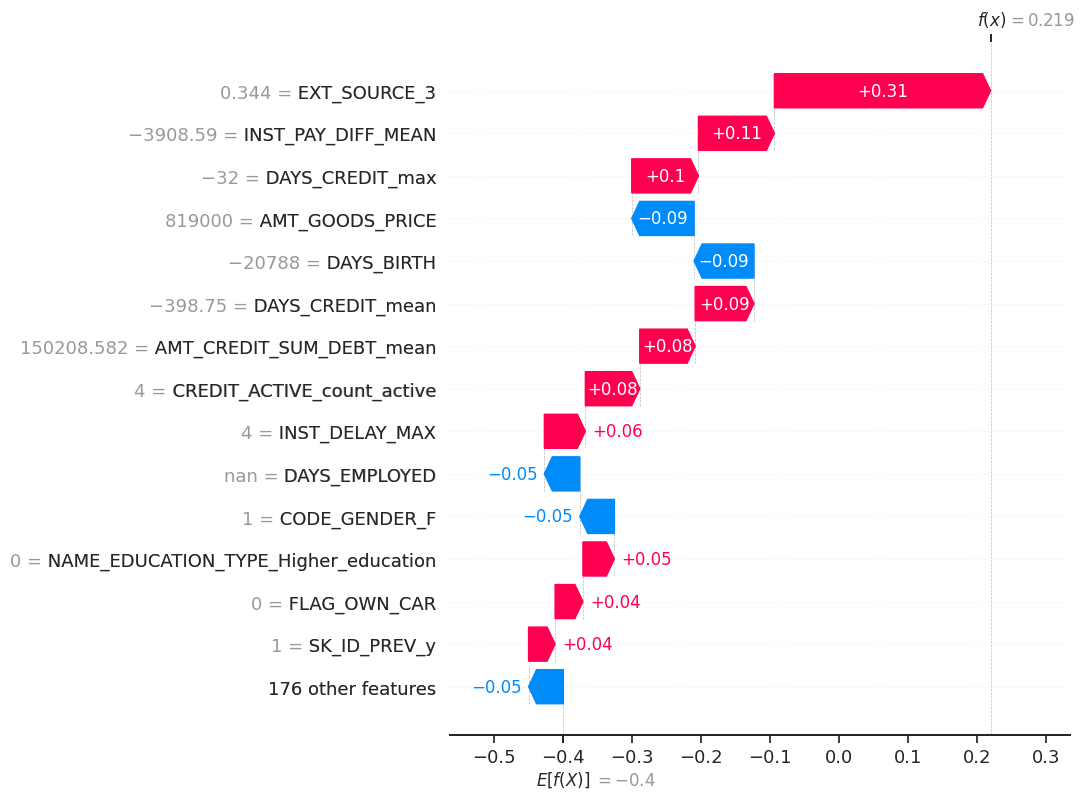 f(x) = 0.219
0.344 = EXT_SOURCE_3 +0.31
−3908.59 = INST_PAY_DIFF_MEAN +0.11
−32 = DAYS_CREDIT_max +0.1
819000 = AMT_GOODS_PRICE −0.09
−20788 = DAYS_BIRTH −0.09
−398.75 = DAYS_CREDIT_mean +0.09
150208.582 = AMT_CREDIT_SUM_DEBT_mean +0.08
4 = CREDIT_ACTIVE_count_active +0.08
4 = INST_DELAY_MAX +0.06
nan = DAYS_EMPLOYED −0.05
1 = CODE_GENDER_F −0.05
0 = NAME_EDUCATION_TYPE_Higher_education +0.05
0 = FLAG_OWN_CAR +0.04
1 = SK_ID_PREV_y +0.04
176 other features −0.05
−0.5 −0.4 −0.3 −0.2 −0.1 0.0 0.1 0.2 0.3
E[f(X)] = −0.4